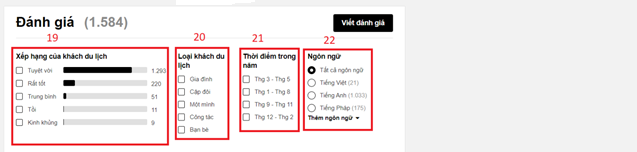 Đánh giá (1.584)
Viết đánh giá
19
20
21
22
Xếp hạng của khách du lịch
Tuyệt vời 1 293
Rất tốt 220
Trung bình 51
Tồi 11
Kinh khủng 9
Loại khách du
lịch
Gia đình
Cặp đôi
Một mình
Công tác
Bạn bè
Thời điểm trong
năm
Thg 3 - Thg 5
Thg 1 - Thg 8
Thg 9 - Thg 11
Thg 12 - Thg 2
Ngôn ngữ
Tất cả ngôn ngữ
Tiếng Việt (21)
Tiếng Anh (1 033)
Tiếng Pháp (175)
Thêm ngôn ngữ